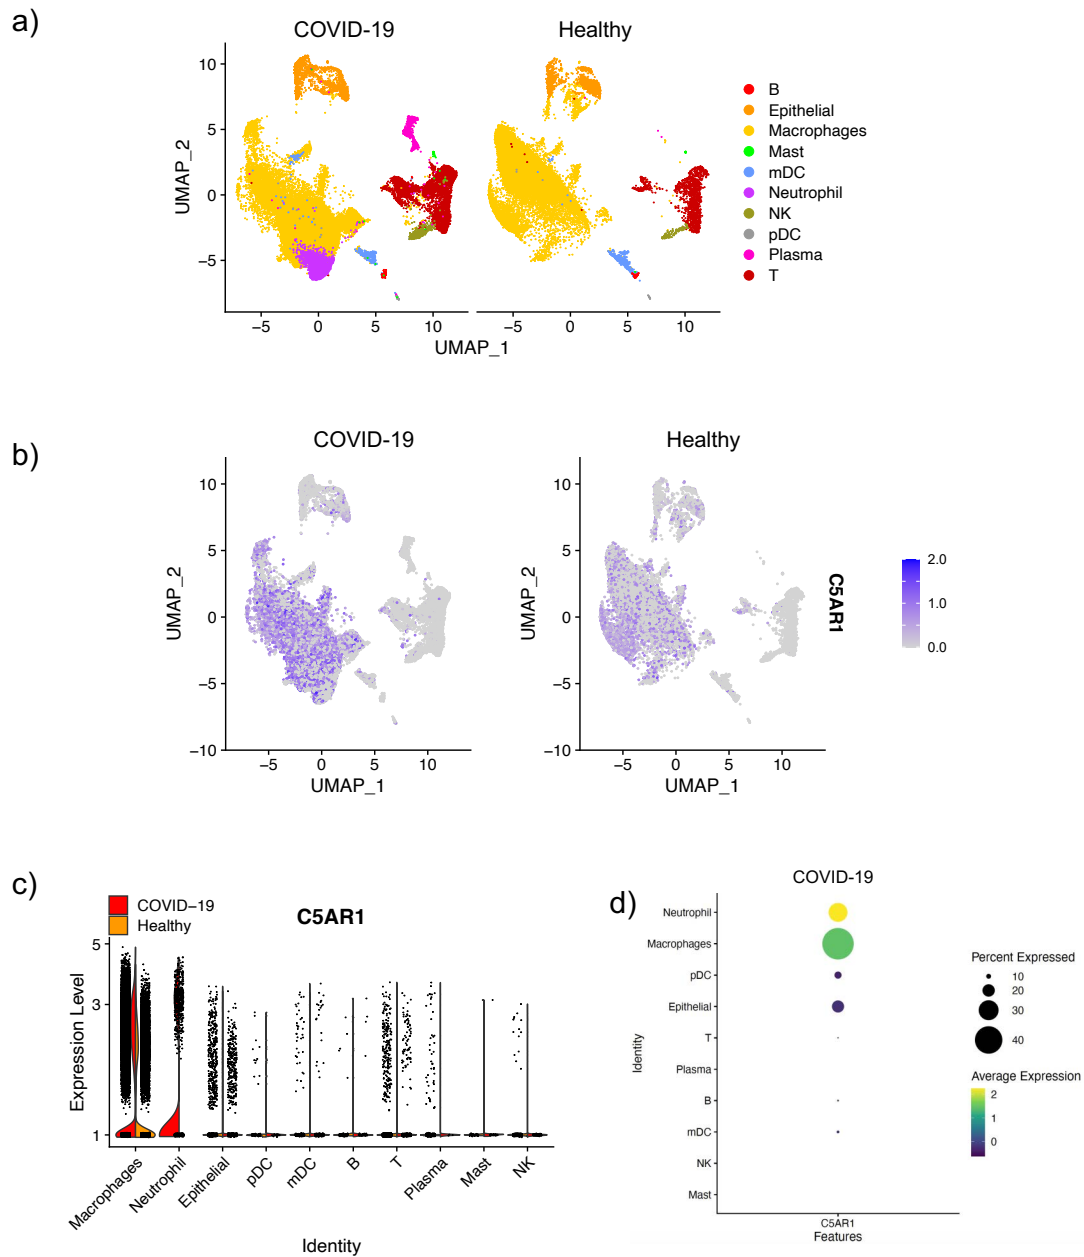 a)
COVID-19
Healthy
10
5
0
−5
UMAP_2
−5
0
5
10
−5
0
5
10
UMAP_1
B
Epithelial
Macrophages
Mast
mDC
Neutrophil
NK
pDC
Plasma
T
b)
COVID-19
Healthy
10
5
0
−5
−10
UMAP_2
−5
0
5
10
UMAP_1
10
5
0
−5
−10
UMAP_2
−5
0
5
10
UMAP_1
C5AR1
2.0
1.0
0.0
c)
COVID−19
Healthy
C5AR1
5
3
1
Expression Level
Macrophages
Neutrophil
Epithelial
pDC
mDC
B
T
Plasma
Mast
NK
Identity
d)
COVID-19
Neutrophil
Macrophages
pDC
Epithelial
T
Plasma
B
mDC
NK
Mast
Identity
C5AR1
Features
Percent Expressed
10
20
30
40
Average Expression
2
1
0